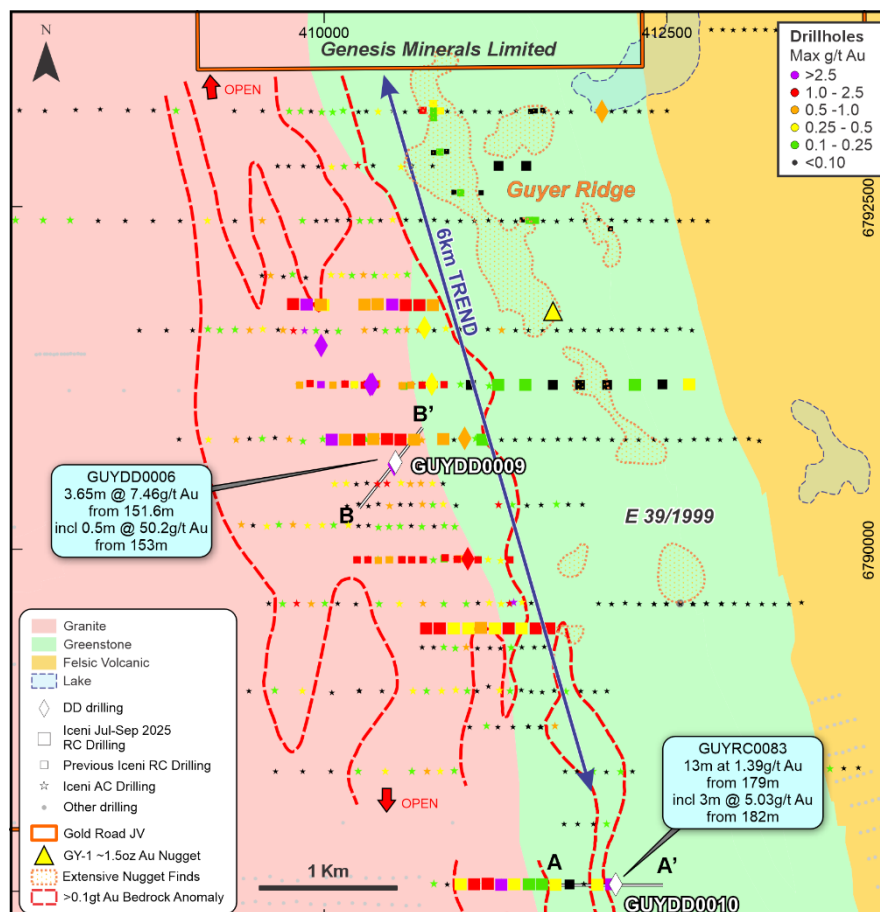 410000
412500
Genesis Minerals Limited
N
OPEN
Drillholes
Max g/t Au
>2.5
1.0 - 2.5
0.5 -1.0
0.25 - 0.5
0.1 - 0.25
<0.10
Guyer Ridge
6792500
6km TREND
B'
GUYDD0009
GUYDD0006
3.65m @ 7.46g/t Au
from 151.6m
incl 0.5m @ 50.2g/t Au
from 153m
B
E 39/1999
6790000
Granite
Greenstone
Felsic Volcanic
Lake
DD drilling
Iceni Jul-Sep 2025
RC Drilling
Previous Iceni RC Drilling
Iceni AC Drilling
Other drilling
Gold Road JV
GY-1 ~1.5oz Au Nugget
Extensive Nugget Finds
>0.1gt Au Bedrock Anomaly
OPEN
GUYRC0083
13m at 1.39g/t Au
from 179m
incl 3m @ 5.03g/t Au
from 182m
1 Km
A
A'
GUYDD0010